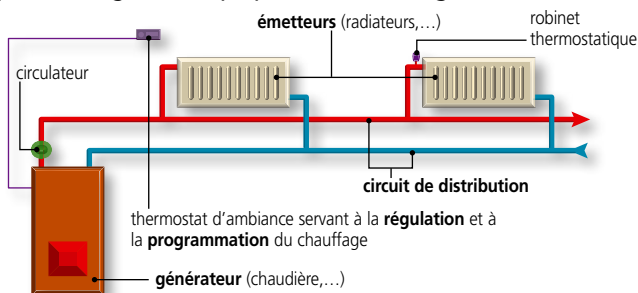 émetteurs (radiateurs,...)
robinet
thermostatique
circulateur
circuit de distribution
thermostat d'ambiance servant à la régulation et à
la programmation du chauffage
générateur (chaudière,...)